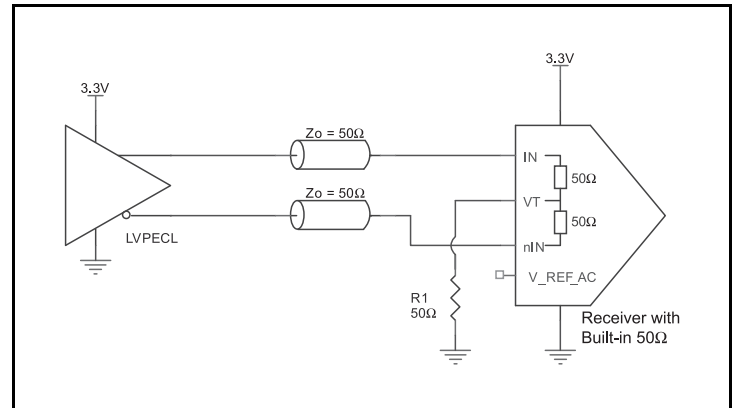 3.3V
3.3V
Zo = 50Ω
IN
50Ω
Zo = 50Ω
VT
50Ω
LVPECL
nIN
V_REF_AC
R1
50Ω
Receiver with
Built-in 50Ω